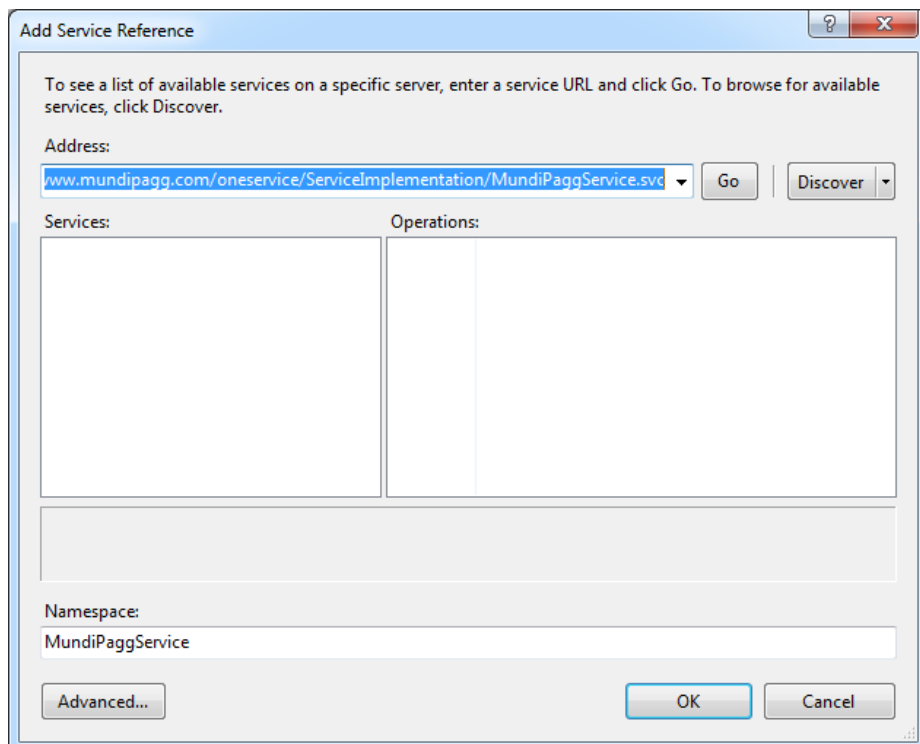 Add Service Reference
To see a list of available services on a specific server, enter a service URL and click Go. To browse for available
services, click Discover.
Address:
www.mundipagg.com/oneservice/ServiceImplementation/MundiPaggService.svc
Go
Discover
Services:
Operations:
Namespace:
MundiPaggService
Advanced...
OK
Cancel